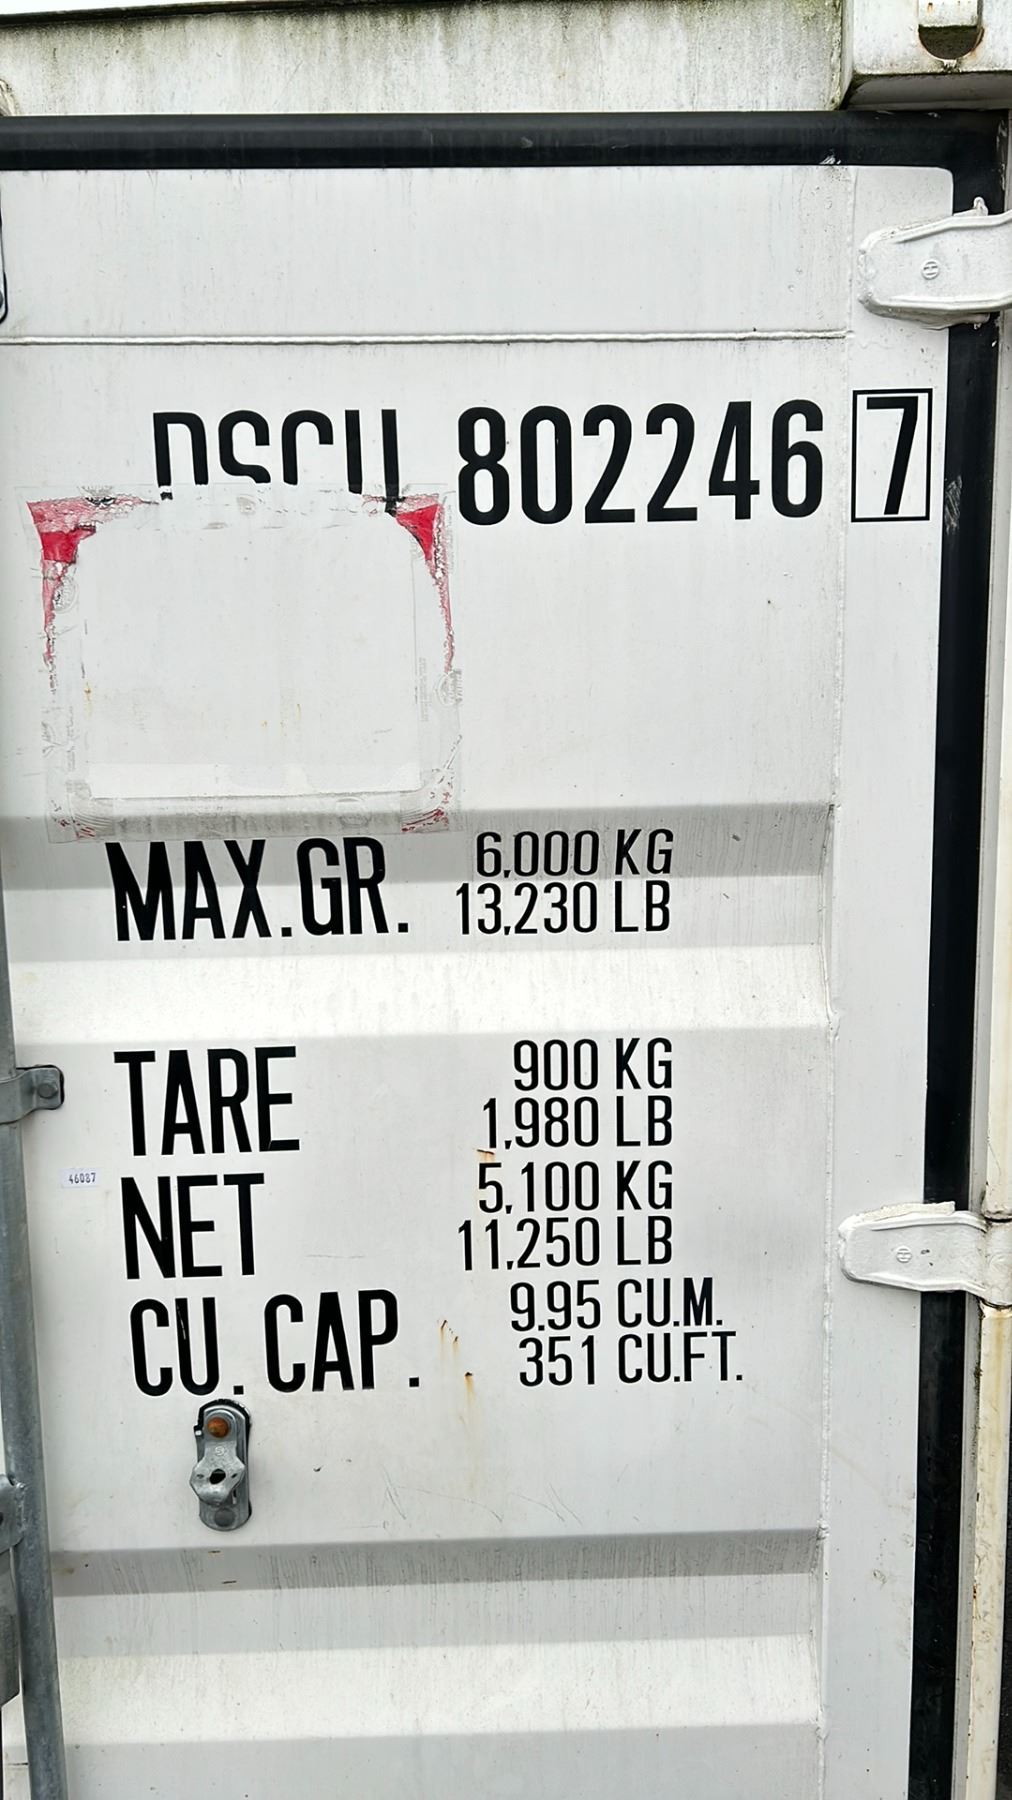 DSCU 802246 7
MAX.GR. 6,000 KG
13,230 LB
TARE 900 KG
1,980 LB
46087
NET 5,100 KG
11,250 LB
CU.CAP. 9.95 CU.M.
351 CU.FT.